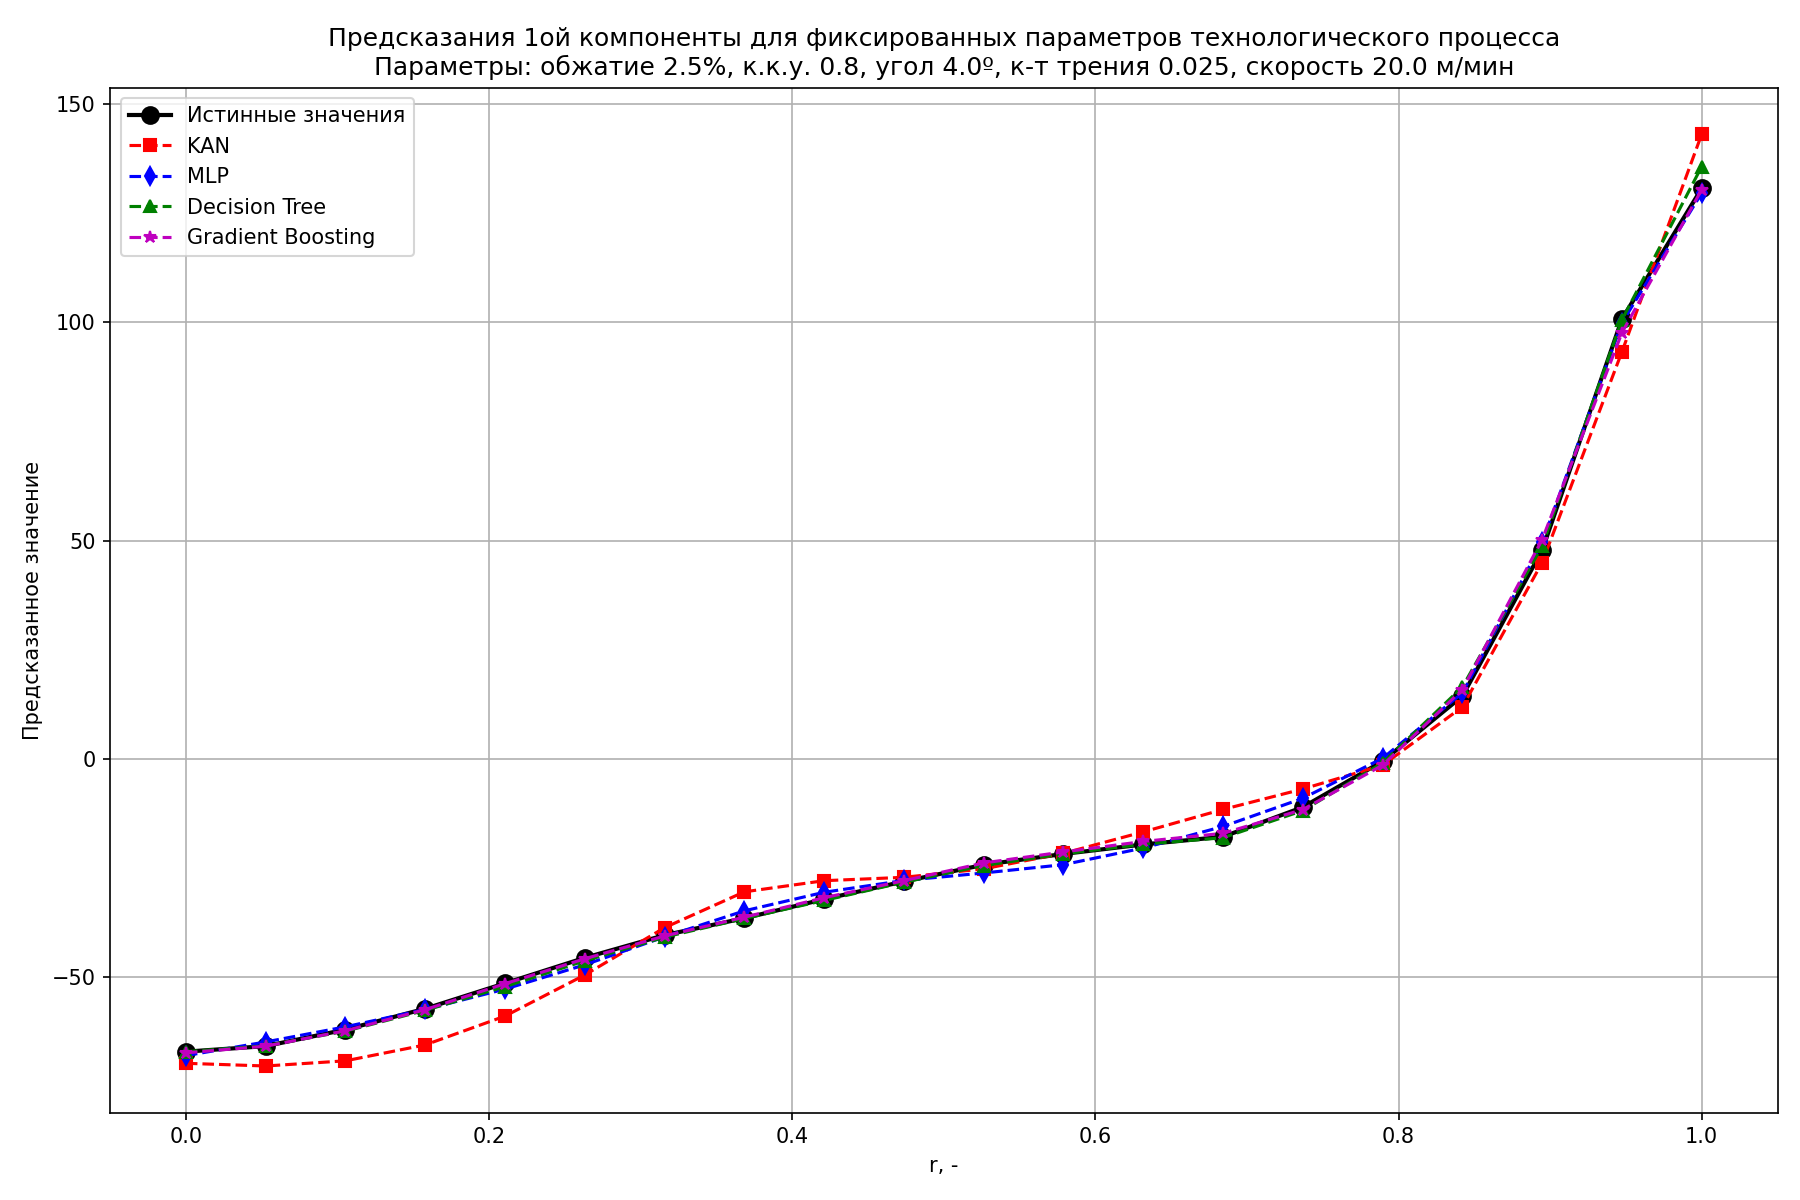 Предсказания 1ой компоненты для фиксированных параметров технологического процесса
Параметры: обжатие 2.5%, к.к.у. 0.8, угол 4.0º, к-т трения 0.025, скорость 20.0 м/мин
Истинные значения
KAN
MLP
Decision Tree
Gradient Boosting
Предсказанное значение
150
100
50
0
−50
0.0 0.2 0.4 0.6 0.8 1.0
r, -